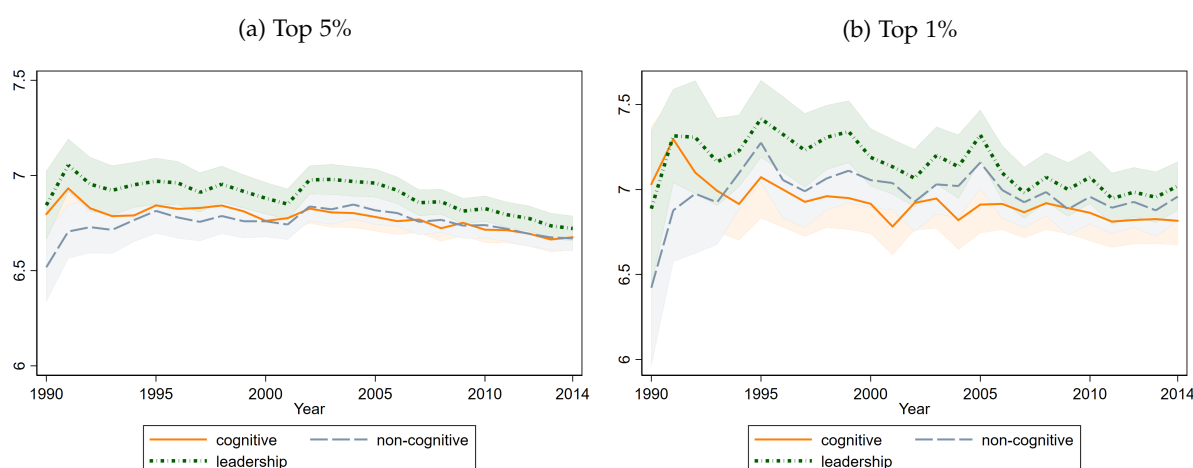 (a) Top 5%
7.5
7
6.5
6
1990 1995 2000 2005 2010 2014
Year
cognitive non-cognitive
leadership
(b) Top 1%
7.5
7
6.5
6
1990 1995 2000 2005 2010 2014
Year
cognitive non-cognitive
leadership